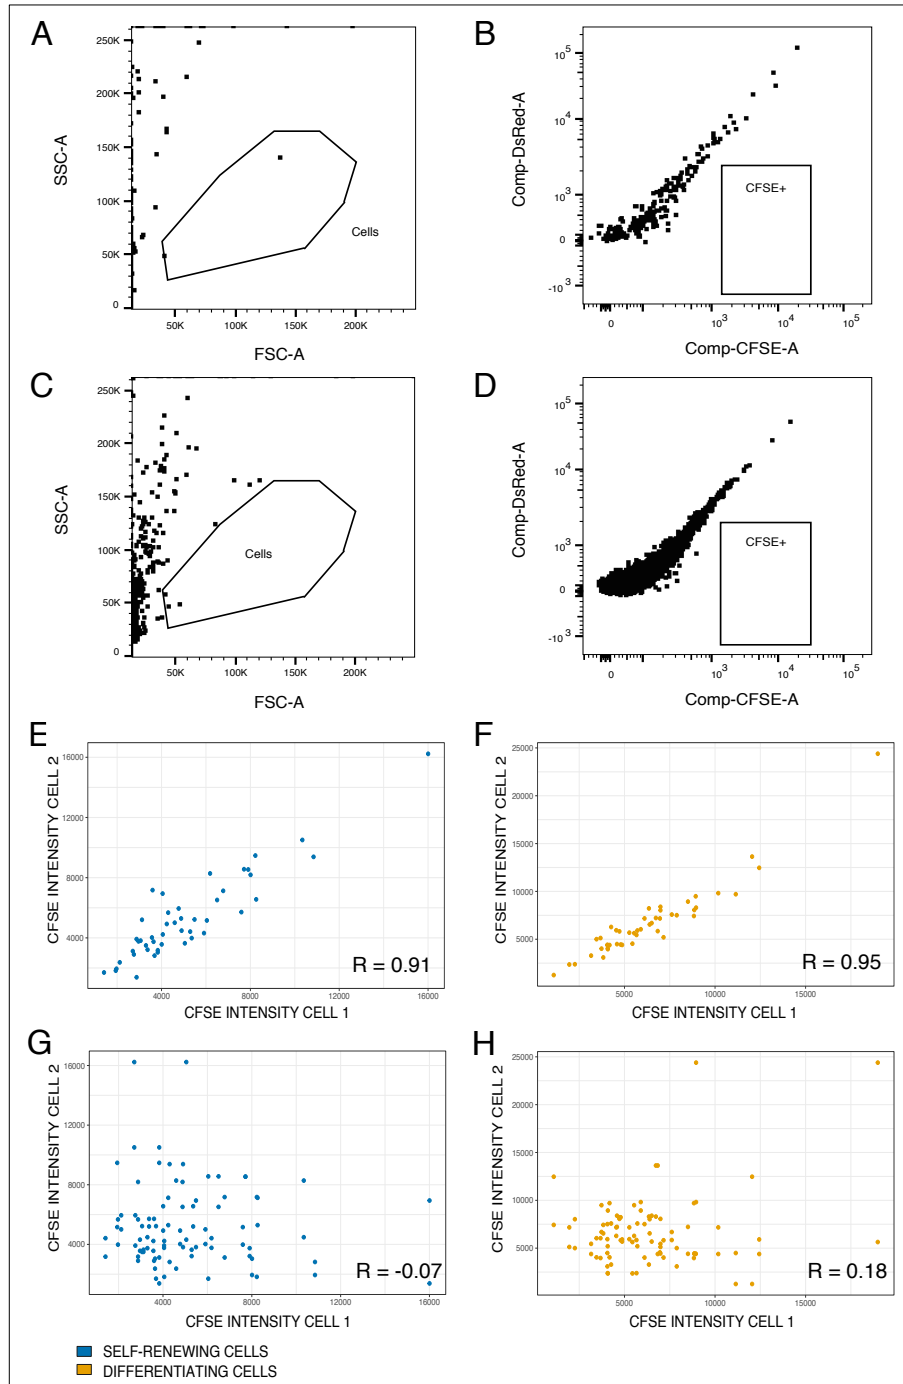 A
250K
200K
150K
100K
50K
0
SSC-A
Cells
50K 100K 150K 200K
FSC-A
B
10^5
10^4
10^3
0
-10^3
Comp-DsRed-A
CFSE+
0 10^3 10^4 10^5
Comp-CFSE-A
C
250K
200K
150K
100K
50K
0
SSC-A
Cells
50K 100K 150K 200K
FSC-A
D
10^5
10^4
10^3
0
-10^3
Comp-DsRed-A
CFSE+
0 10^3 10^4 10^5
Comp-CFSE-A
E
CFSE INTENSITY CELL 2
16000
12000
8000
4000
R = 0.91
4000 8000 12000 16000
CFSE INTENSITY CELL 1
F
CFSE INTENSITY CELL 2
25000
20000
15000
10000
5000
R = 0.95
5000 10000 15000
CFSE INTENSITY CELL 1
G
CFSE INTENSITY CELL 2
16000
12000
8000
4000
R = -0.07
4000 8000 12000 16000
CFSE INTENSITY CELL 1
H
CFSE INTENSITY CELL 2
25000
20000
15000
10000
5000
R = 0.18
5000 10000 15000
CFSE INTENSITY CELL 1
SELF-RENEWING CELLS
DIFFERENTIATING CELLS